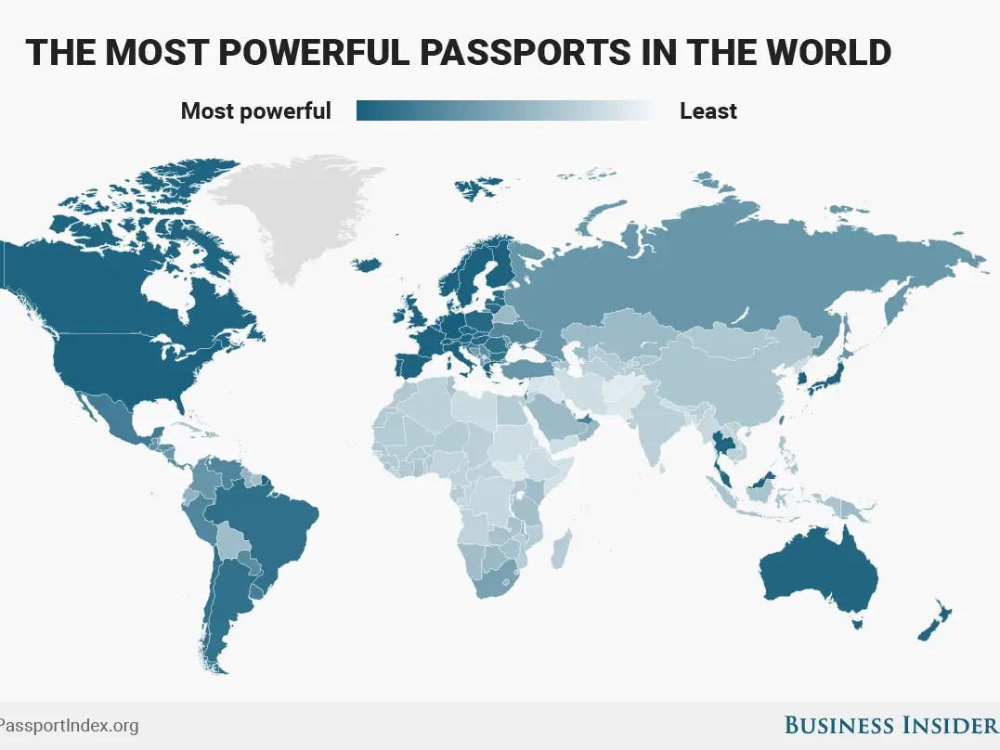 THE MOST POWERFUL PASSPORTS IN THE WORLD
Most powerful Least
PassportIndex.org BUSINESS INSIDER